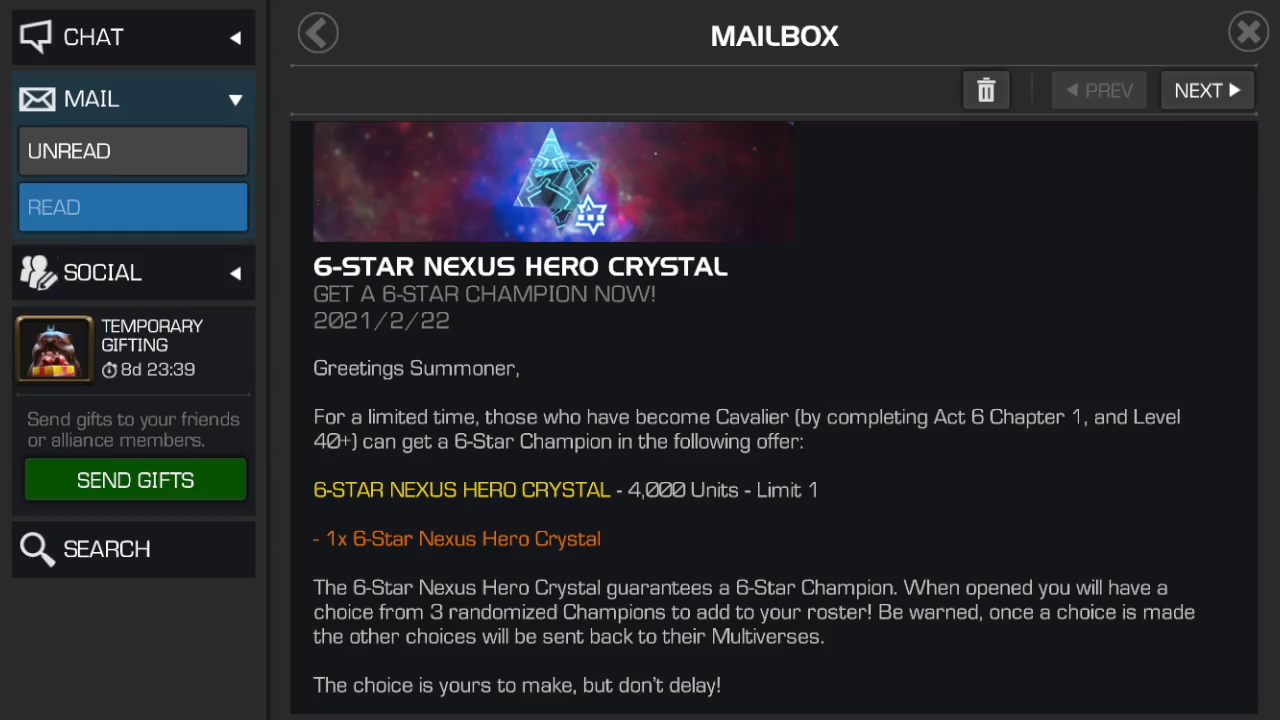 CHAT
MAIL
UNREAD
READ
SOCIAL
TEMPORARY
GIFTING
8d 23:39
Send gifts to your friends
or alliance members.
SEND GIFTS
SEARCH
MAILBOX
PREV
NEXT
6-STAR NEXUS HERO CRYSTAL
GET A 6-STAR CHAMPION NOW!
2021/2/22
Greetings Summoner,
For a limited time, those who have become Cavalier (by completing Act 6 Chapter 1, and Level
40+) can get a 6-Star Champion in the following offer:
6-STAR NEXUS HERO CRYSTAL - 4,000 Units - Limit 1
- 1x 6-Star Nexus Hero Crystal
The 6-Star Nexus Hero Crystal guarantees a 6-Star Champion. When opened you will have a
choice from 3 randomized Champions to add to your roster! Be warned, once a choice is made
the other choices will be sent back to their Multiverses.
The choice is yours to make, but don't delay!